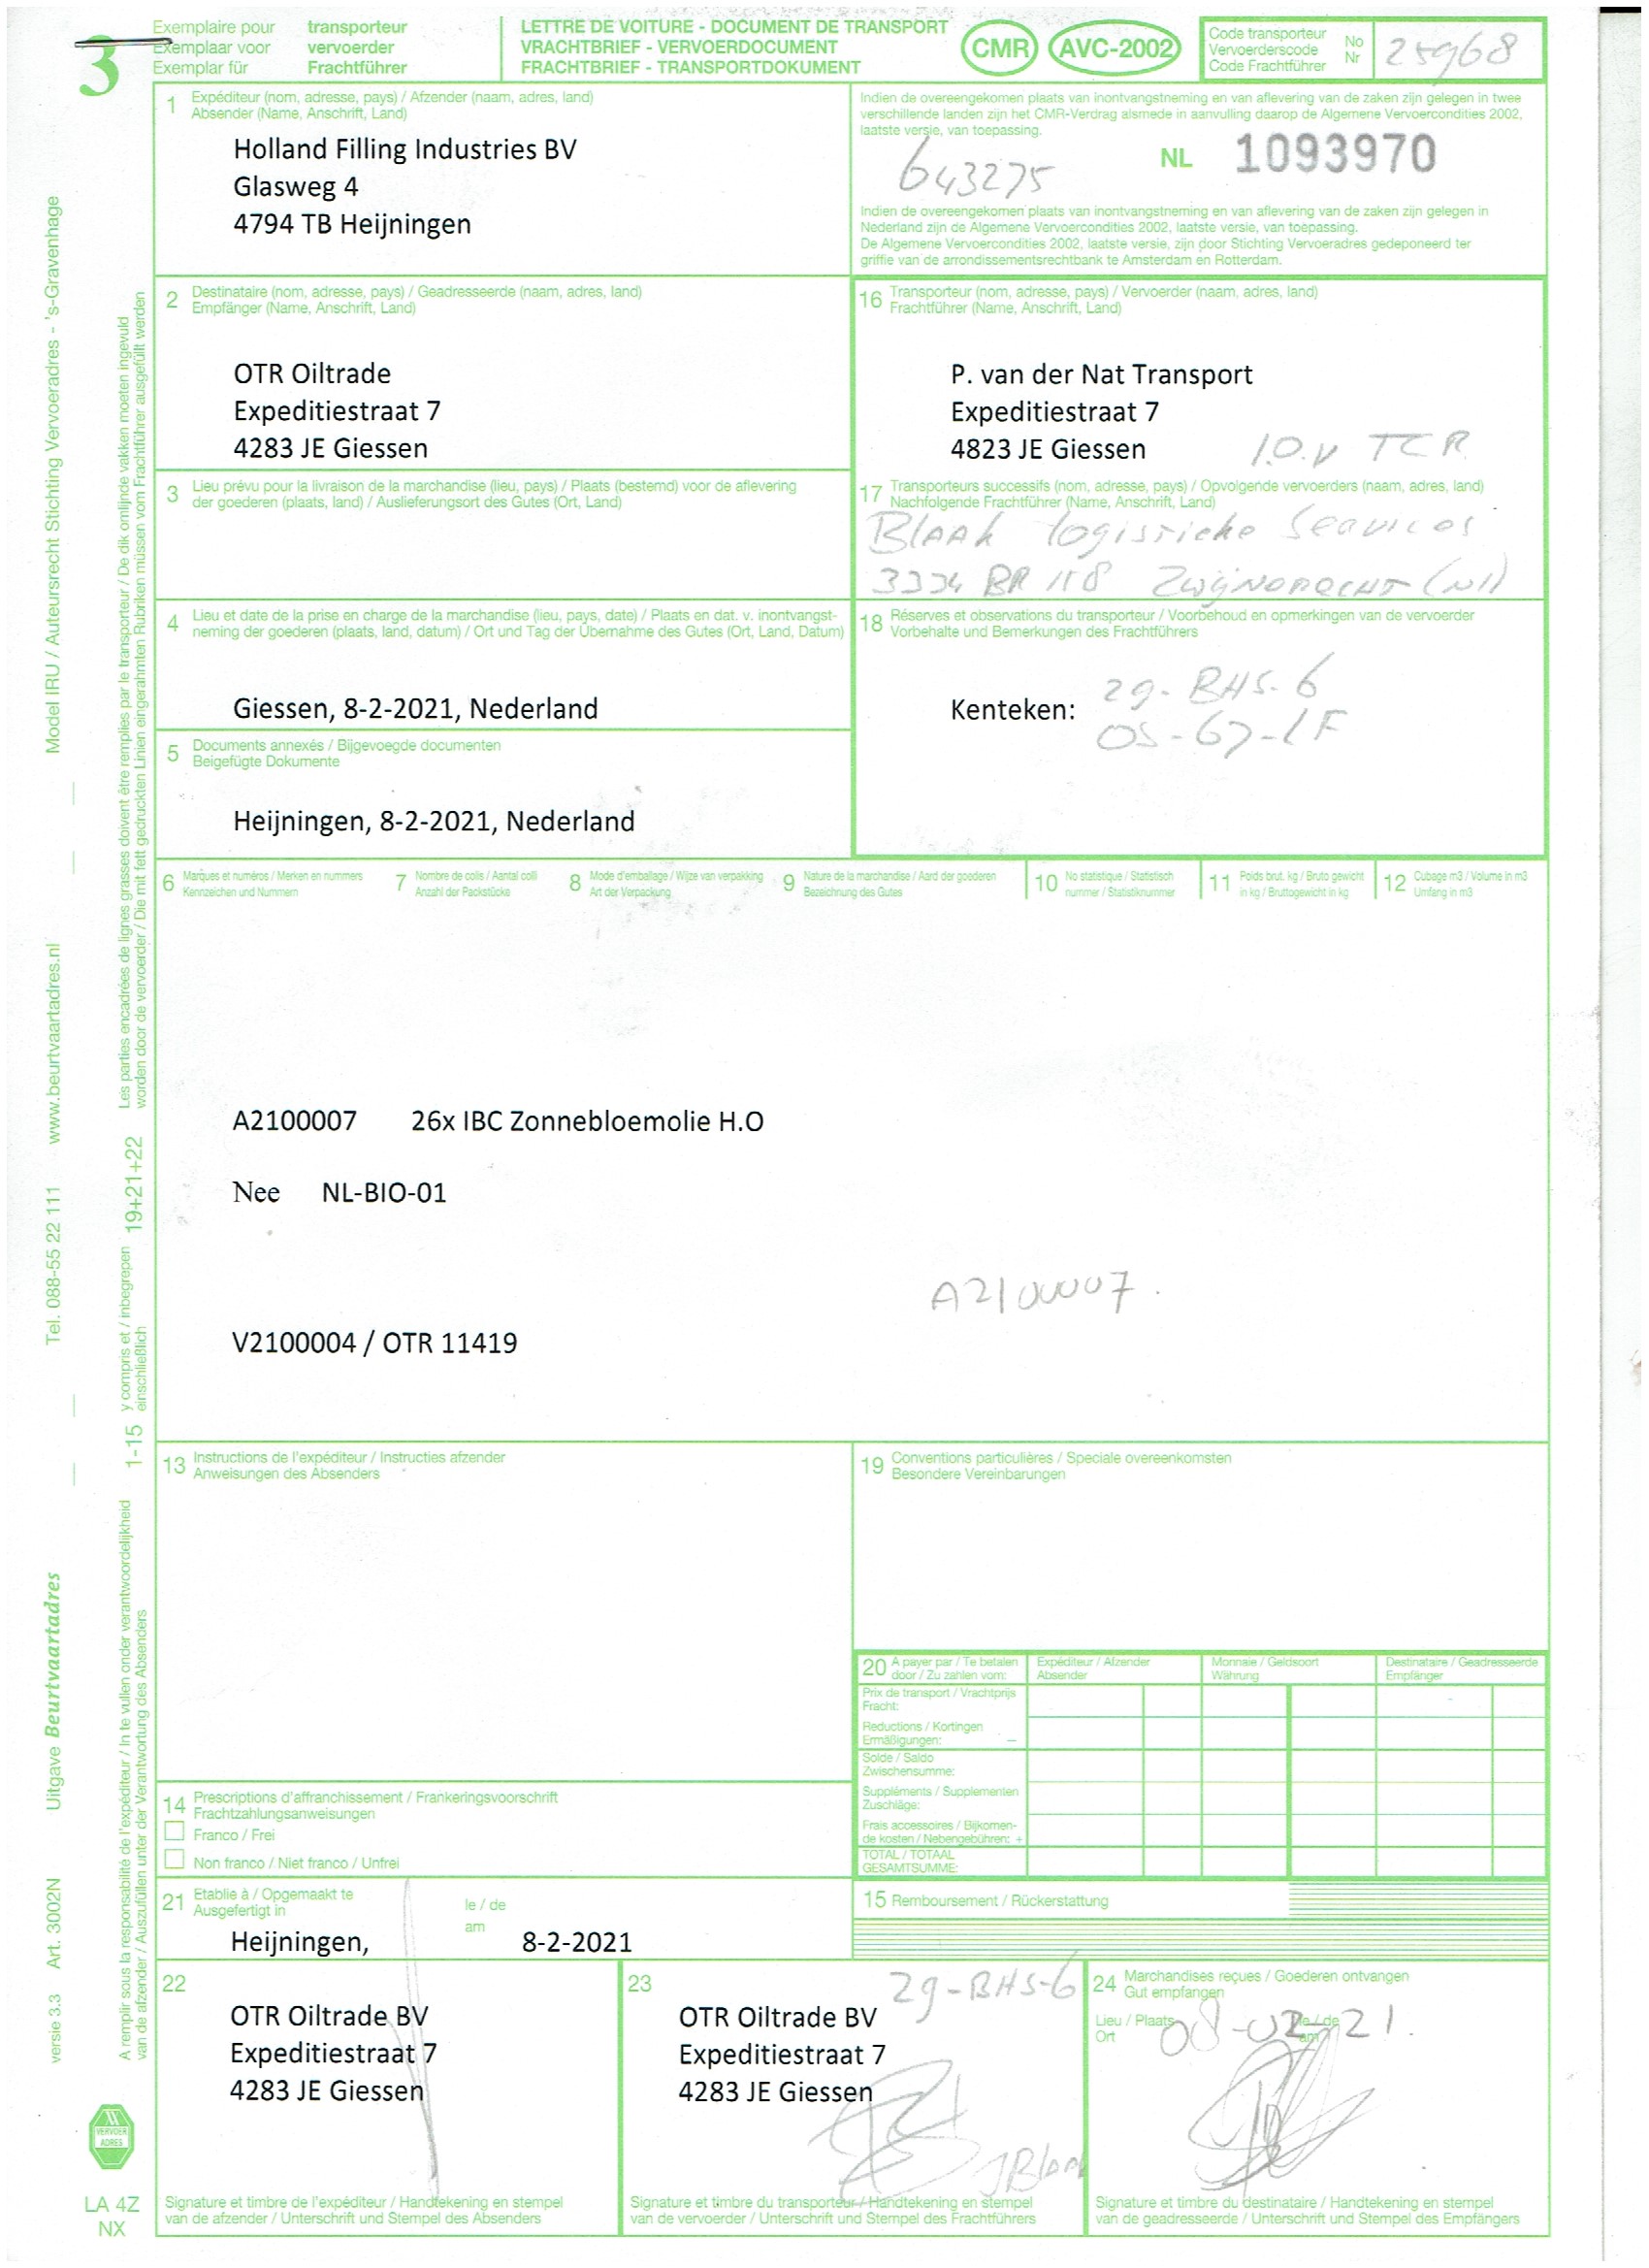 3
Exemplaire pour transporteur
Exemplaar voor vervoerder
Exemplar für Frachtführer
LETTRE DE VOITURE - DOCUMENT DE TRANSPORT
VRACHTBRIEF - VERVOERDOCUMENT
FRACHTBRIEF - TRANSPORTDOKUMENT
CMR AVC-2002
Code transporteur No
Vervoerderscode Nr
Code Frachtführer
25968
1 Expéditeur (nom, adresse, pays) / Afzender (naam, adres, land)
Absender (Name, Anschrift, Land)
Holland Filling Industries BV
Glasweg 4
4794 TB Heijningen
Indien de overeengekomen plaats van inontvangstneming en van aflevering van de zaken zijn gelegen in twee
verschillende landen zijn het CMR-Verdrag alsmede in aanvulling daarop de Algemene Vervoercondities 2002,
laatste versie, van toepassing.
643275
NL 1093970
Indien de overeengekomen plaats van inontvangstneming en van aflevering van de zaken zijn gelegen in
Nederland zijn de Algemene Vervoercondities 2002, laatste versie, van toepassing.
De Algemene Vervoercondities 2002, laatste versie, zijn door Stichting Vervoeradres gedeponeerd ter
griffie van de arrondissementsrechtbank te Amsterdam en Rotterdam.
2 Destinataire (nom, adresse, pays) / Geadresseerde (naam, adres, land)
Empfänger (Name, Anschrift, Land)
OTR Oiltrade
Expeditiestraat 7
4283 JE Giessen
16 Transporteur (nom, adresse, pays) / Vervoerder (naam, adres, land)
Frachtführer (Name, Anschrift, Land)
P. van der Nat Transport
Expeditiestraat 7
4823 JE Giessen
I.O.V TCR
3 Lieu prévu pour la livraison de la marchandise (lieu, pays) / Plaats (bestemd) voor de aflevering
der goederen (plaats, land) / Auslieferungsort des Gutes (Ort, Land)
17 Transporteurs successifs (nom, adresse, pays) / Opvolgende vervoerders (naam, adres, land)
Nachfolgende Frachtführer (Name, Anschrift, Land)
Blaak logistieke Services
3334 BR 118 Zwijndrecht (Nl)
4 Lieu et date de la prise en charge de la marchandise (lieu, pays, date) / Plaats en dat. v. inontvangst-
neming der goederen (plaats, land, datum) / Ort und Tag der Übernahme des Gutes (Ort, Land, Datum)
Giessen, 8-2-2021, Nederland
18 Réserves et observations du transporteur / Voorbehoud en opmerkingen van de vervoerder
Vorbehalte und Bemerkungen des Frachtführers
Kenteken: 29-BHS-6
OS-67-LF
5 Documents annexés / Bijgevoegde documenten
Beigefügte Dokumente
Heijningen, 8-2-2021, Nederland
6 Marques et numéros / Merken en nummers
Kennzeichen und Nummern
7 Nombre de colis / Aantal colli
Anzahl der Packstücke
8 Mode d'emballage / Wijze van verpakking
Art der Verpackung
9 Nature de la marchandise / Aard der goederen
Bezeichnung des Gutes
10 No statistique / Statistisch
nummer / Statistiknummer
11 Poids brut. kg / Bruto gewicht
in kg / Bruttogewicht in kg
12 Cubage m3 / Volume in m3
Umfang in m3
A2100007 26x IBC Zonnebloemolie H.O
Nee NL-BIO-01
A2100007.
V2100004 / OTR 11419
13 Instructions de l'expéditeur / Instructies afzender
Anweisungen des Absenders
19 Conventions particulières / Speciale overeenkomsten
Besondere Vereinbarungen
20 A payer par / Te betalen
door / Zu zahlen vom:
Expéditeur / Afzender
Absender
Monnaie / Geldsoort
Währung
Destinataire / Geadresseerde
Empfänger
Prix de transport / Vrachtprijs
Fracht:
Reductions / Kortingen
Ermäßigungen: –
Solde / Saldo
Zwischensumme:
Suppléments / Supplementen
Zuschläge:
Frais accessoires / Bijkomen-
de kosten / Nebengebühren: +
TOTAL / TOTAAL
GESAMTSUMME:
14 Prescriptions d'affranchissement / Frankeringsvoorschrift
Frachtzahlungsanweisungen
Franco / Frei
Non franco / Niet franco / Unfrei
21 Etablie à / Opgemaakt te
Ausgefertigt in
le / de
am
Heijningen, 8-2-2021
15 Remboursement / Rückerstattung
22
OTR Oiltrade BV
Expeditiestraat 7
4283 JE Giessen
Signature et timbre de l'expéditeur / Handtekening en stempel
van de afzender / Unterschrift und Stempel des Absenders
23
29-BHS-6
OTR Oiltrade BV
Expeditiestraat 7
4283 JE Giessen
JBlaak
Signature et timbre du transporteur / Handtekening en stempel
van de vervoerder / Unterschrift und Stempel des Frachtführers
24 Marchandises reçues / Goederen ontvangen
Gut empfangen
Lieu / Plaats
Ort
le / de
am
08-02-21.
Signature et timbre du destinataire / Handtekening en stempel
van de geadresseerde / Unterschrift und Stempel des Empfängers
versie 3.3 Art. 3002N Uitgave Beurtvaartadres Tel. 088-55 22 111 www.beurtvaartadres.nl Model IRU / Auteursrecht Stichting Vervoeradres - 's-Gravenhage
A remplir sous la responsabilité de l'expéditeur / In te vullen onder verantwoordelijkheid
van de afzender / Auszufüllen unter der Verantwortung des Absenders
1-15 y compris et / inbegrepen 19+21+22
einschließlich
Les parties encadrées de lignes grasses doivent être remplies par le transporteur / De dik omlijnde vakken moeten ingevuld
worden door de vervoerder / Die mit fett gedruckten Linien eingerahmten Rubriken müssen vom Frachtführer ausgefüllt werden
VERVOER
ADRES
LA 4Z
NX